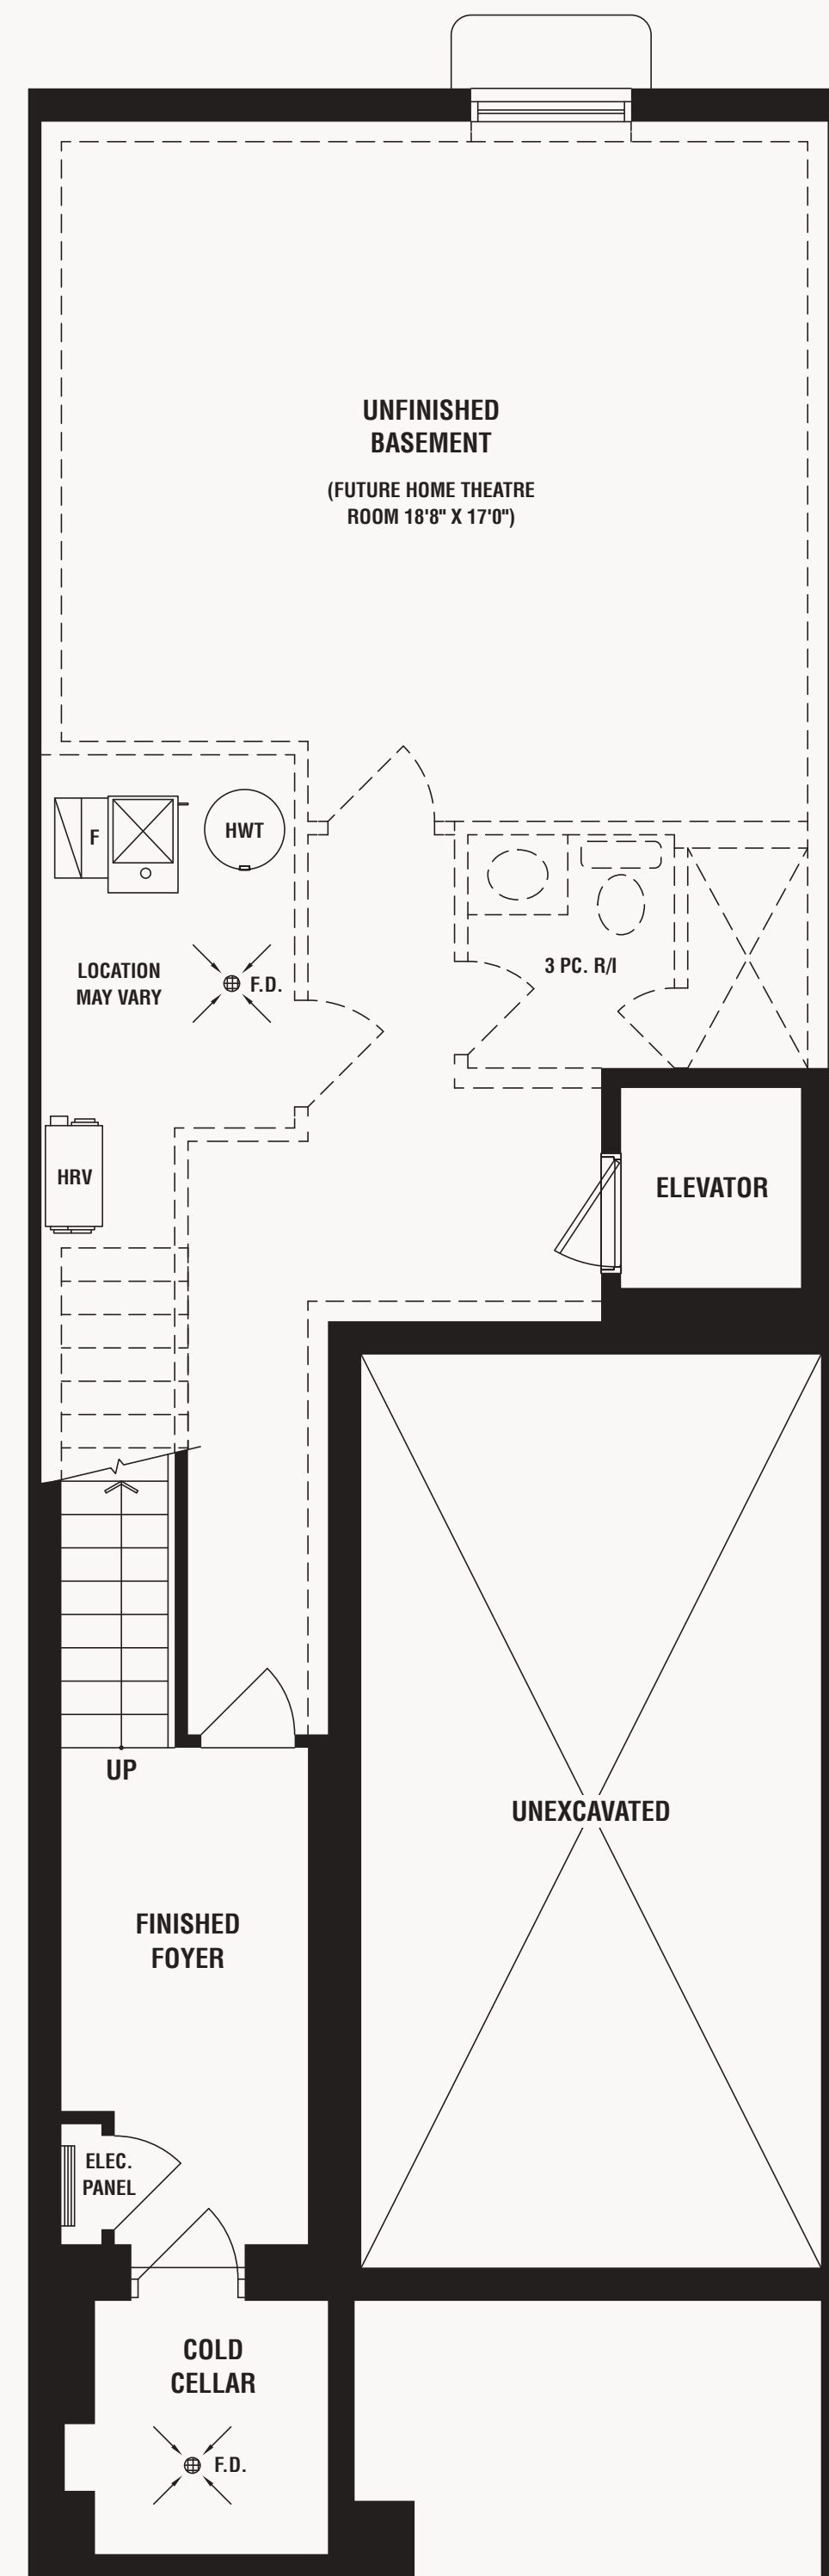 UNFINISHED
BASEMENT
(FUTURE HOME THEATRE
ROOM 18'8" X 17'0")
F
HWT
LOCATION
MAY VARY
F.D.
3 PC. R/I
HRV
ELEVATOR
UP
UNEXCAVATED
FINISHED
FOYER
ELEC.
PANEL
COLD
CELLAR
F.D.